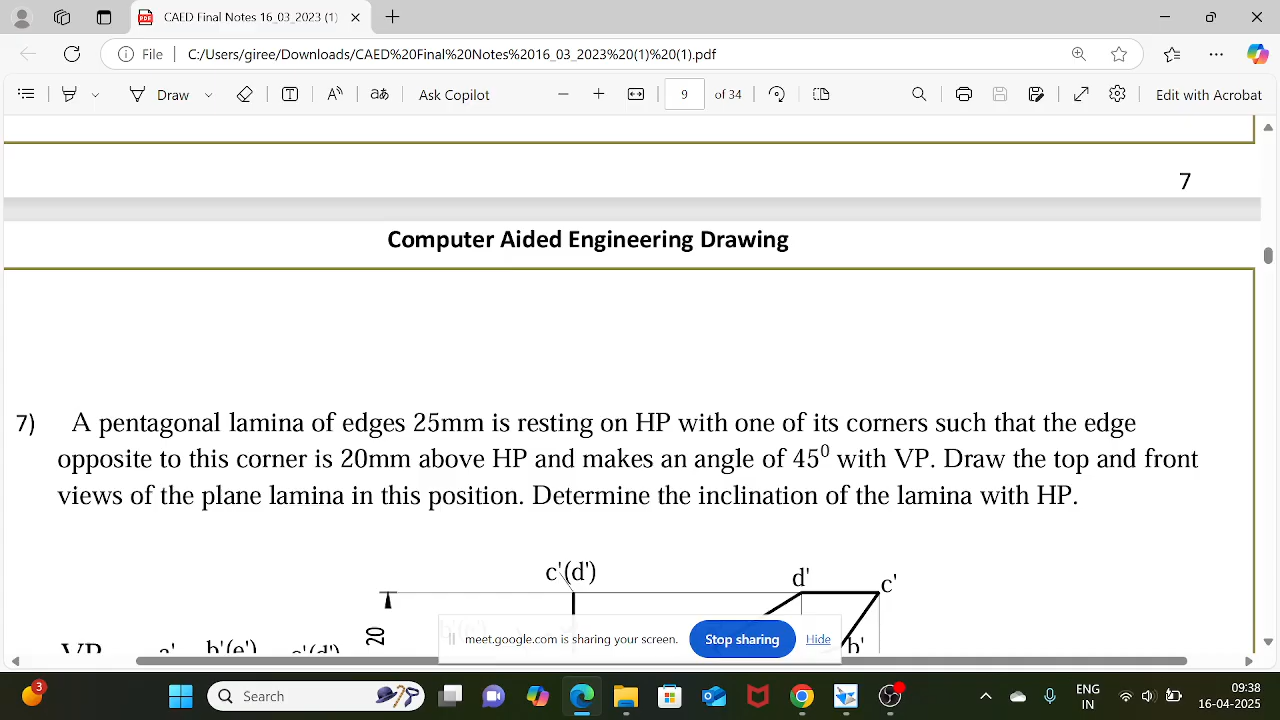 CAED Final Notes 16_03_2023 (1)
File
C:/Users/giree/Downloads/CAED%20Final%20Notes%2016_03_2023%20(1)%20(1).pdf
Draw
Ask Copilot
9 of 34
Edit with Acrobat
7
Computer Aided Engineering Drawing
7) A pentagonal lamina of edges 25mm is resting on HP with one of its corners such that the edge
opposite to this corner is 20mm above HP and makes an angle of 45⁰ with VP. Draw the top and front
views of the plane lamina in this position. Determine the inclination of the lamina with HP.
c'(d') d' c'
20
VP a' b'(e') c'(d') b'
meet.google.com is sharing your screen. Stop sharing Hide
3
Search
ENG
IN
09:38
16-04-2025